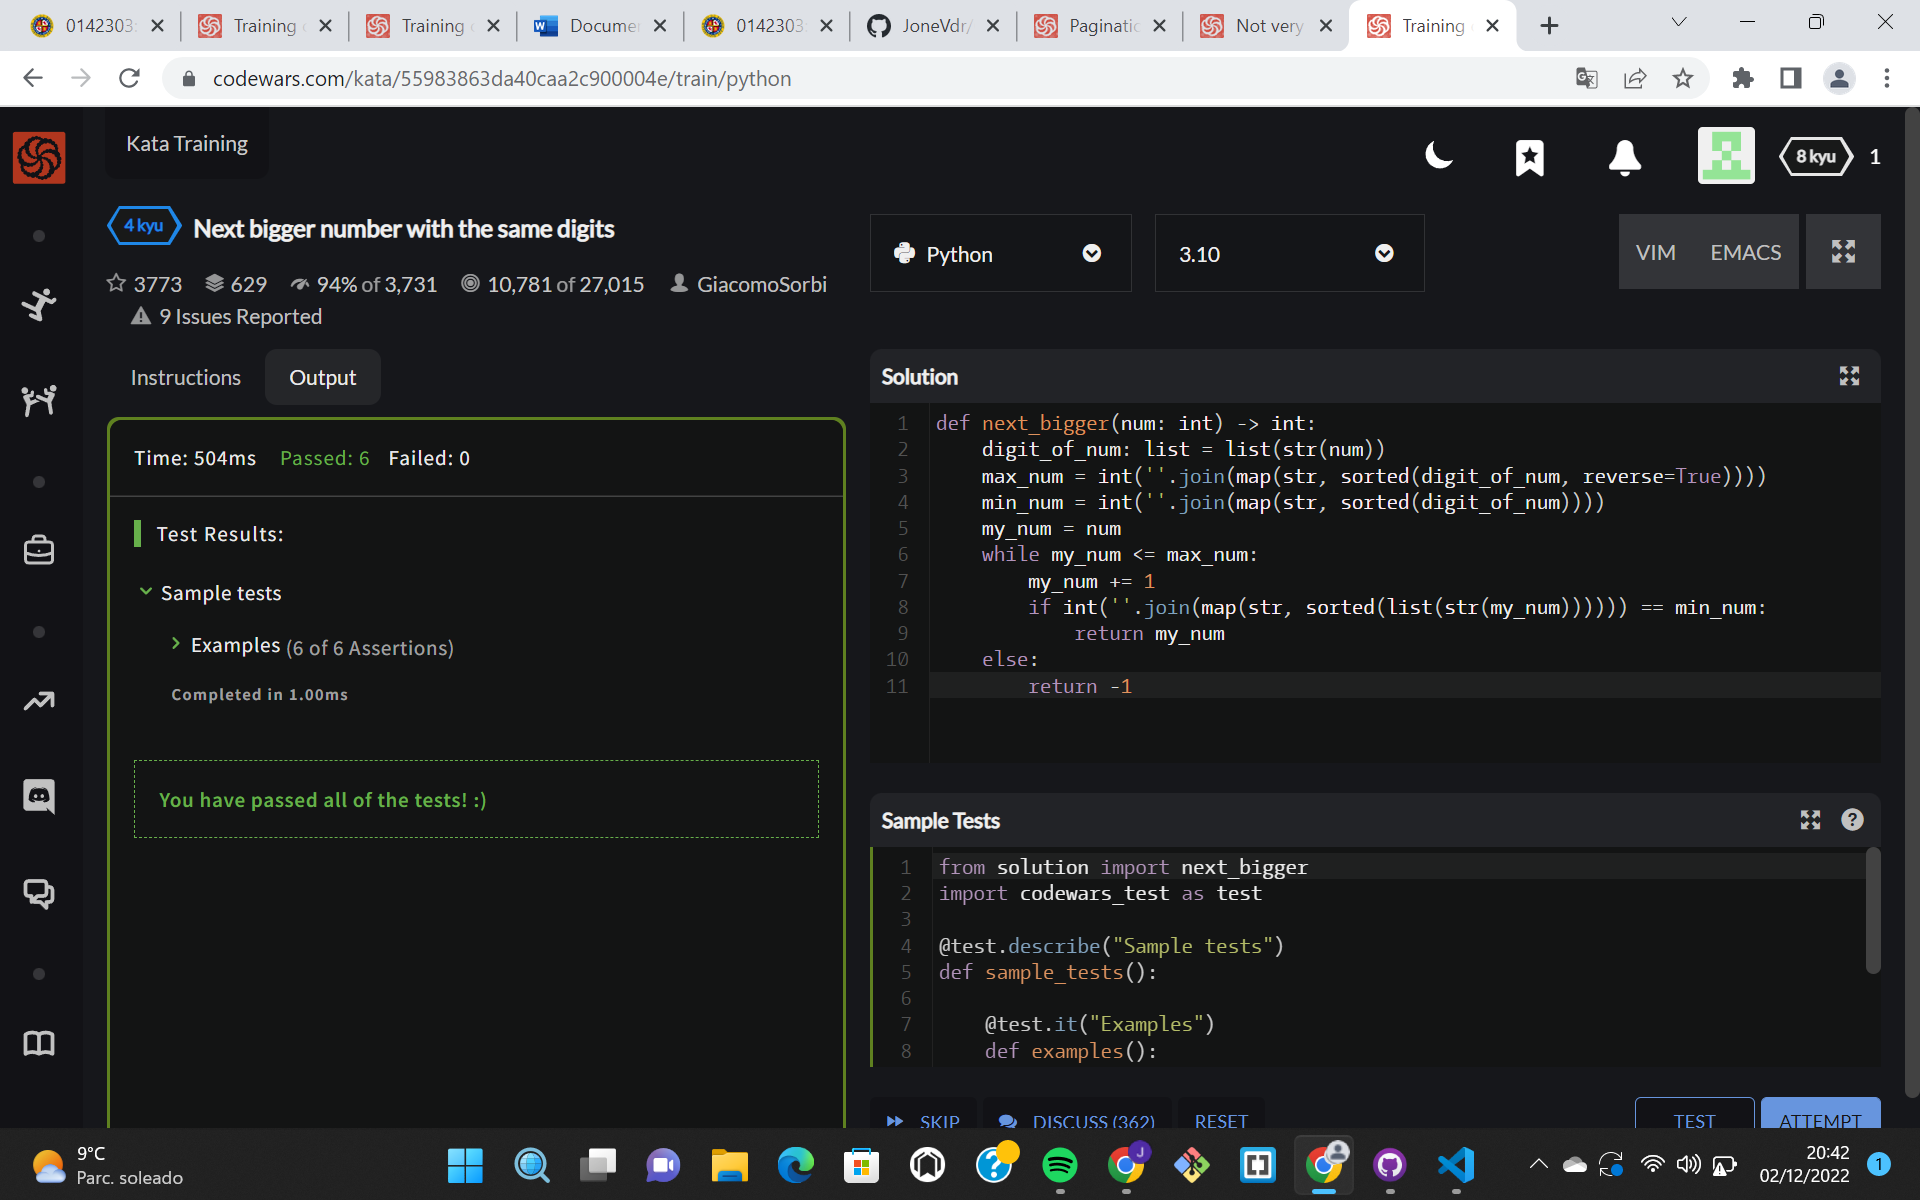 0142303
Training
Training
Docume
0142303
JoneVdr/
Paginatic
Not very
Training
codewars.com/kata/55983863da40caa2c900004e/train/python
Kata Training
8 kyu 1
4 kyu Next bigger number with the same digits
3773 629 94% of 3,731 10,781 of 27,015 GiacomoSorbi
9 Issues Reported
Python
3.10
VIM EMACS
Instructions Output
Time: 504ms Passed: 6 Failed: 0
Test Results:
Sample tests
Examples (6 of 6 Assertions)
Completed in 1.00ms
You have passed all of the tests! :)
Solution
1 def next_bigger(num: int) -> int:
2     digit_of_num: list = list(str(num))
3     max_num = int(''.join(map(str, sorted(digit_of_num, reverse=True))))
4     min_num = int(''.join(map(str, sorted(digit_of_num))))
5     my_num = num
6     while my_num <= max_num:
7         my_num += 1
8         if int(''.join(map(str, sorted(list(str(my_num)))))) == min_num:
9             return my_num
10     else:
11         return -1
Sample Tests
?
1 from solution import next_bigger
2 import codewars_test as test
3
4 @test.describe("Sample tests")
5 def sample_tests():
6
7     @test.it("Examples")
8     def examples():
SKIP DISCUSS (362) RESET TEST ATTEMPT
9°C
Parc. soleado
J
20:42
02/12/2022
1